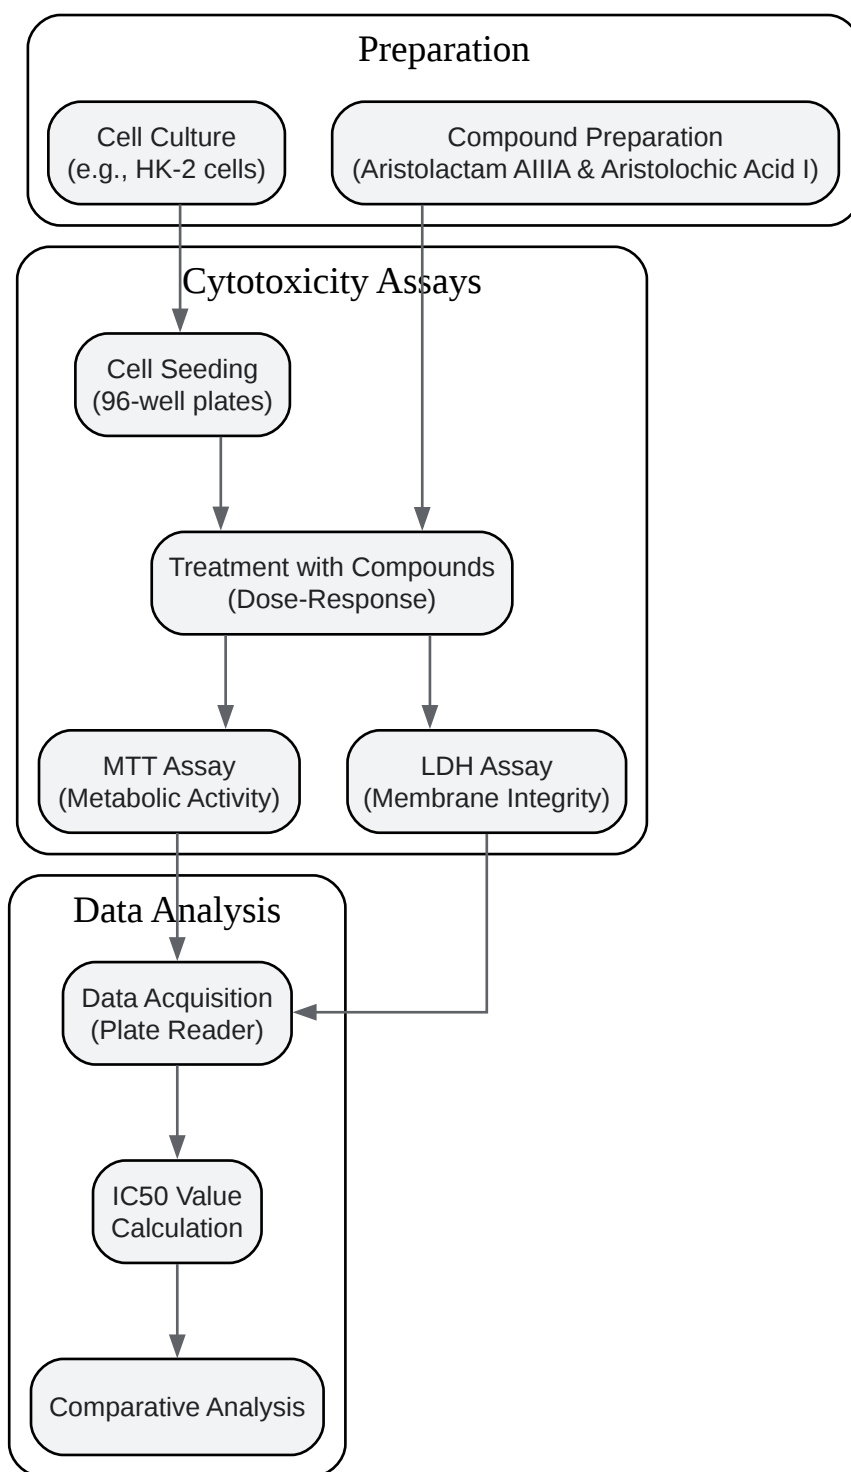 Preparation
Cell Culture
(e.g., HK-2 cells)
Compound Preparation
(Aristolactam AIIIA & Aristolochic Acid I)
Cytotoxicity Assays
Cell Seeding
(96-well plates)
Treatment with Compounds
(Dose-Response)
MTT Assay
(Metabolic Activity)
LDH Assay
(Membrane Integrity)
Data Analysis
Data Acquisition
(Plate Reader)
IC50 Value
Calculation
Comparative Analysis